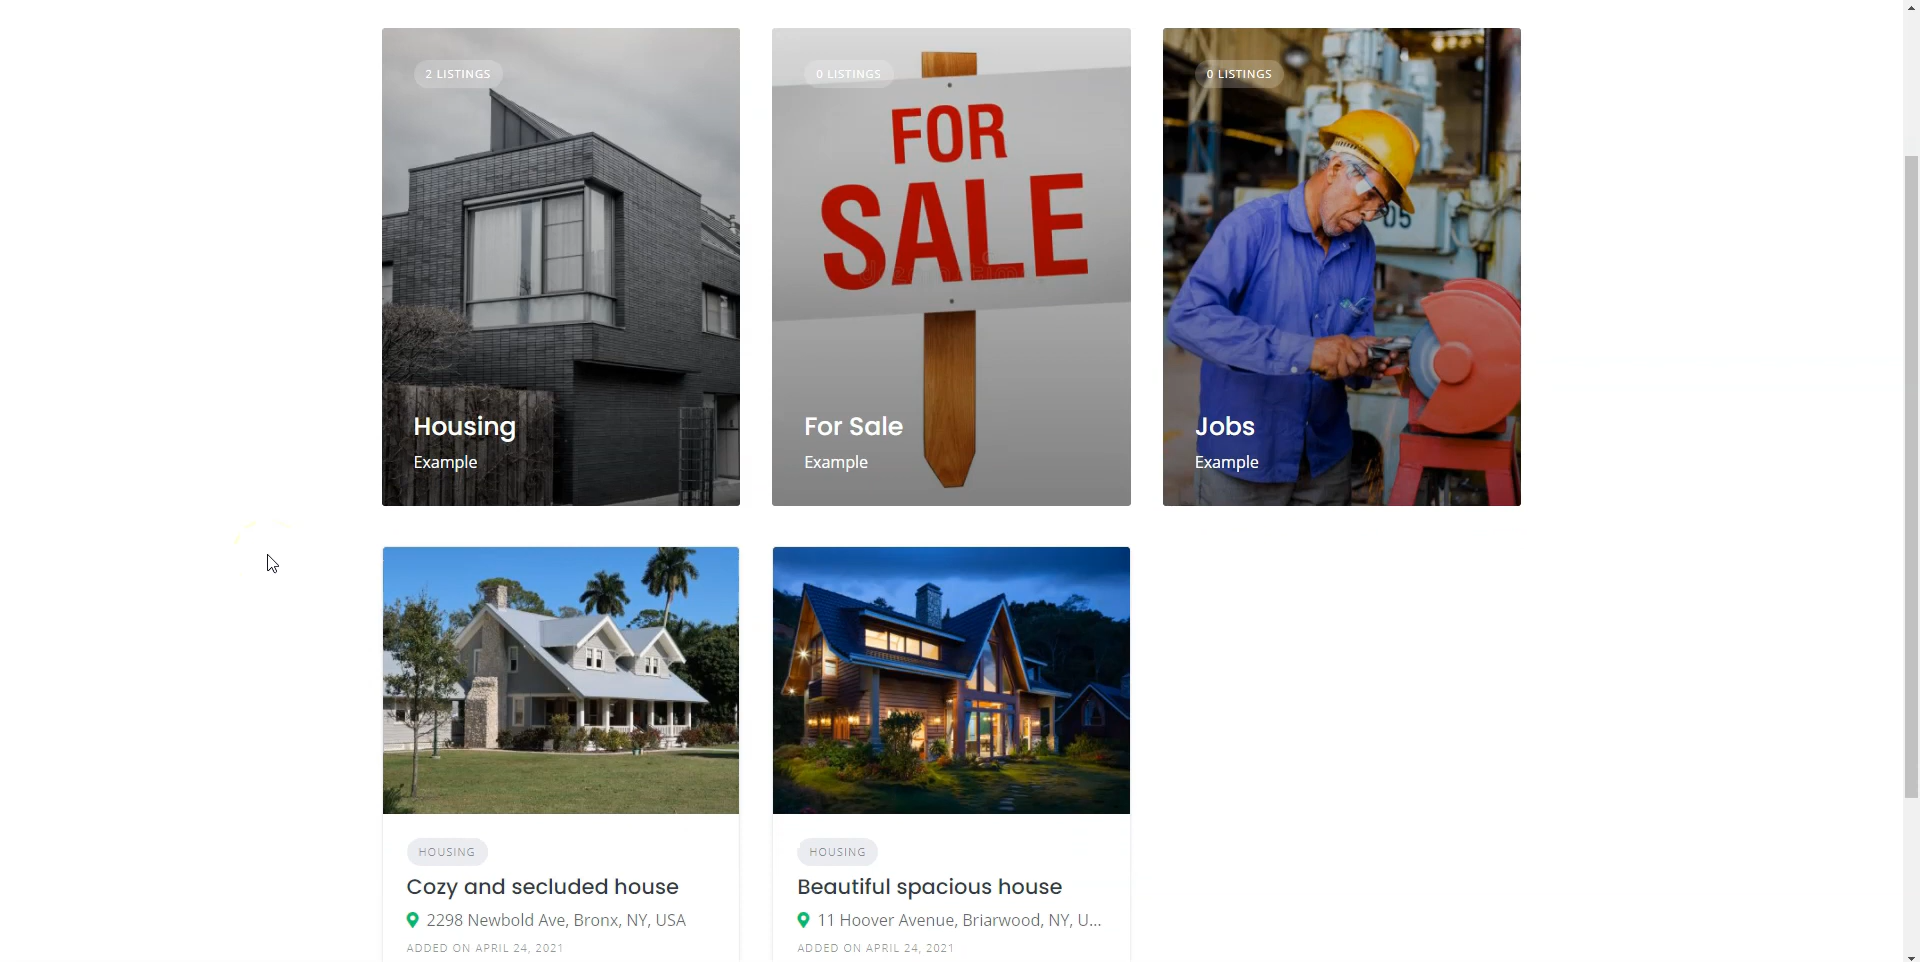 2 LISTINGS
Housing
Example
0 LISTINGS
FOR
SALE
For Sale
Example
0 LISTINGS
05
Jobs
Example
HOUSING
Cozy and secluded house
2298 Newbold Ave, Bronx, NY, USA
ADDED ON APRIL 24, 2021
HOUSING
Beautiful spacious house
11 Hoover Avenue, Briarwood, NY, U...
ADDED ON APRIL 24, 2021